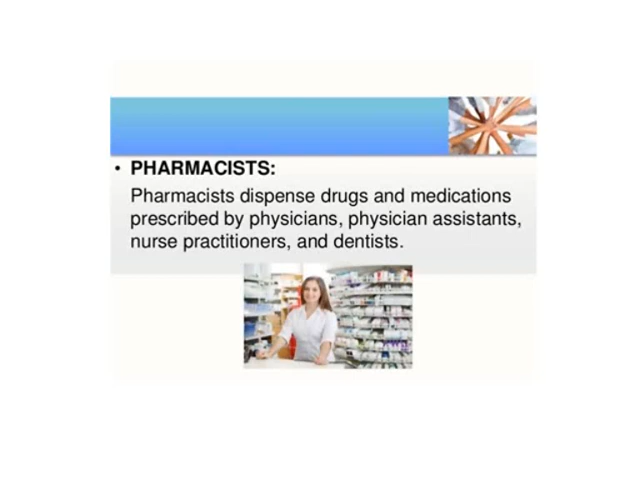 • PHARMACISTS:
Pharmacists dispense drugs and medications
prescribed by physicians, physician assistants,
nurse practitioners, and dentists.